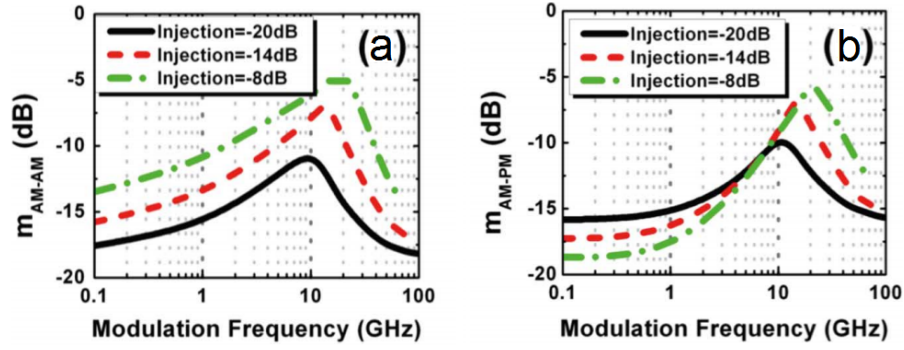 Injection=-20dB
Injection=-14dB
Injection=-8dB
(a)
0
-5
-10
-15
-20
m_AM-AM (dB)
0.1 1 10 100
Modulation Frequency (GHz)
Injection=-20dB
Injection=-14dB
Injection=-8dB
(b)
0
-5
-10
-15
-20
m_AM-PM (dB)
0.1 1 10 100
Modulation Frequency (GHz)